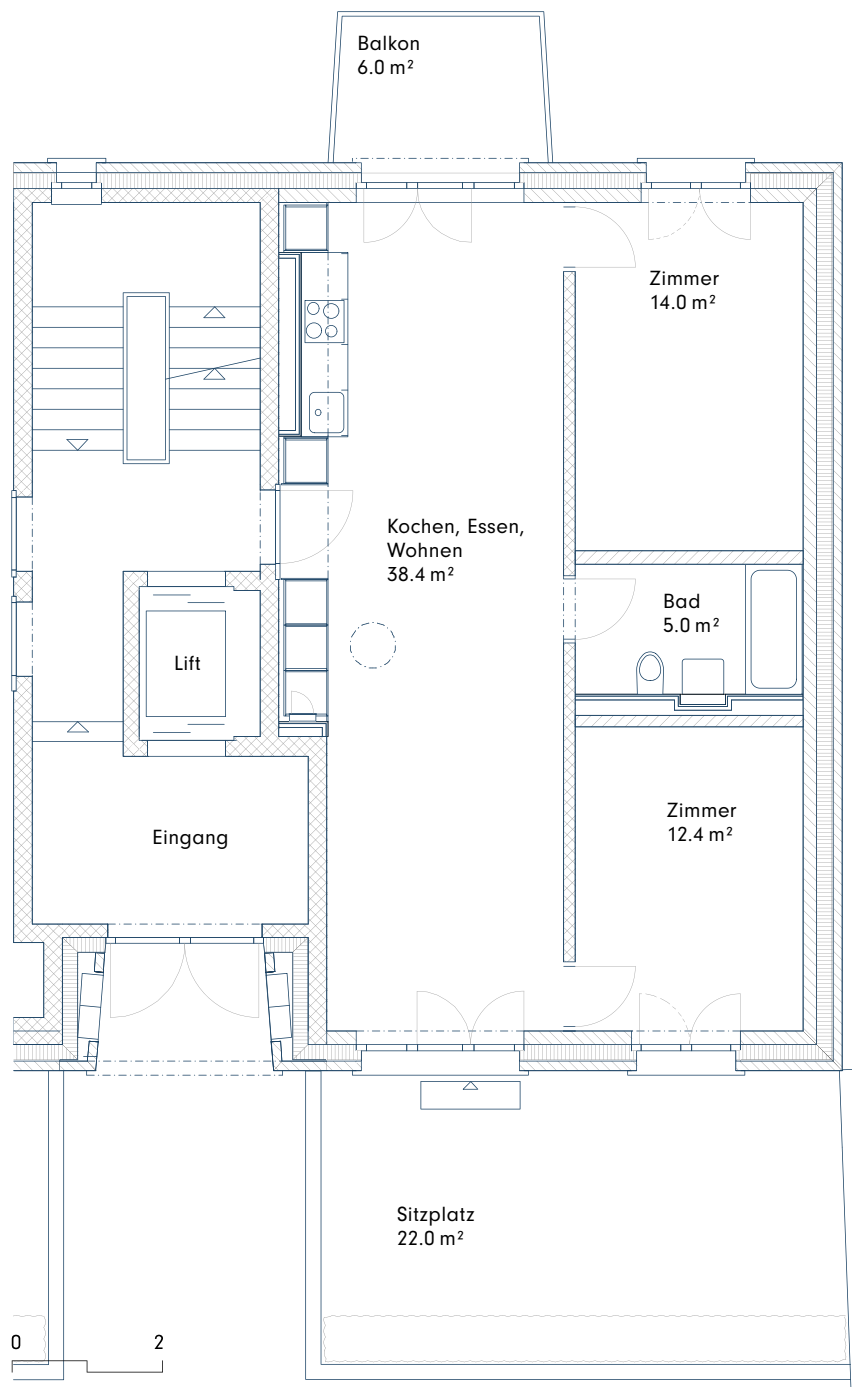 Balkon
6.0 m²
Zimmer
14.0 m²
Kochen, Essen,
Wohnen
38.4 m²
Bad
5.0 m²
Lift
Zimmer
12.4 m²
Eingang
Sitzplatz
22.0 m²
0 2